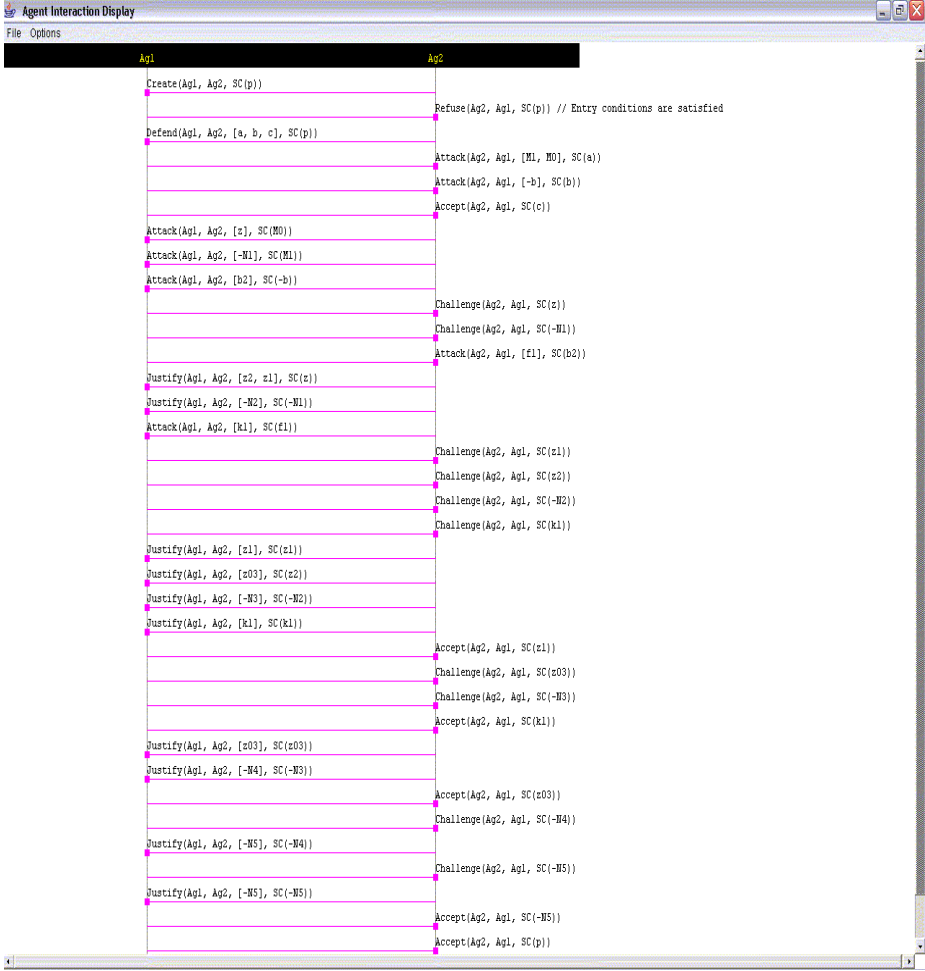 Agent Interaction Display
File Options
Ag1 Ag2
Create(Ag1, Ag2, SC(p))
Refuse(Ag2, Ag1, SC(p)) // Entry conditions are satisfied
Defend(Ag1, Ag2, [a, b, c], SC(p))
Attack(Ag2, Ag1, [M1, M0], SC(a))
Attack(Ag2, Ag1, [-b], SC(b))
Accept(Ag2, Ag1, SC(c))
Attack(Ag1, Ag2, [z], SC(M0))
Attack(Ag1, Ag2, [-N1], SC(M1))
Attack(Ag1, Ag2, [b2], SC(-b))
Challenge(Ag2, Ag1, SC(z))
Challenge(Ag2, Ag1, SC(-N1))
Attack(Ag2, Ag1, [f1], SC(b2))
Justify(Ag1, Ag2, [z2, z1], SC(z))
Justify(Ag1, Ag2, [-N2], SC(-N1))
Attack(Ag1, Ag2, [k1], SC(f1))
Challenge(Ag2, Ag1, SC(z1))
Challenge(Ag2, Ag1, SC(z2))
Challenge(Ag2, Ag1, SC(-N2))
Challenge(Ag2, Ag1, SC(k1))
Justify(Ag1, Ag2, [z1], SC(z1))
Justify(Ag1, Ag2, [z03], SC(z2))
Justify(Ag1, Ag2, [-N3], SC(-N2))
Justify(Ag1, Ag2, [k1], SC(k1))
Accept(Ag2, Ag1, SC(z1))
Challenge(Ag2, Ag1, SC(z03))
Challenge(Ag2, Ag1, SC(-N3))
Accept(Ag2, Ag1, SC(k1))
Justify(Ag1, Ag2, [z03], SC(z03))
Justify(Ag1, Ag2, [-N4], SC(-N3))
Accept(Ag2, Ag1, SC(z03))
Challenge(Ag2, Ag1, SC(-N4))
Justify(Ag1, Ag2, [-N5], SC(-N4))
Challenge(Ag2, Ag1, SC(-N5))
Justify(Ag1, Ag2, [-N5], SC(-N5))
Accept(Ag2, Ag1, SC(-N5))
Accept(Ag2, Ag1, SC(p))